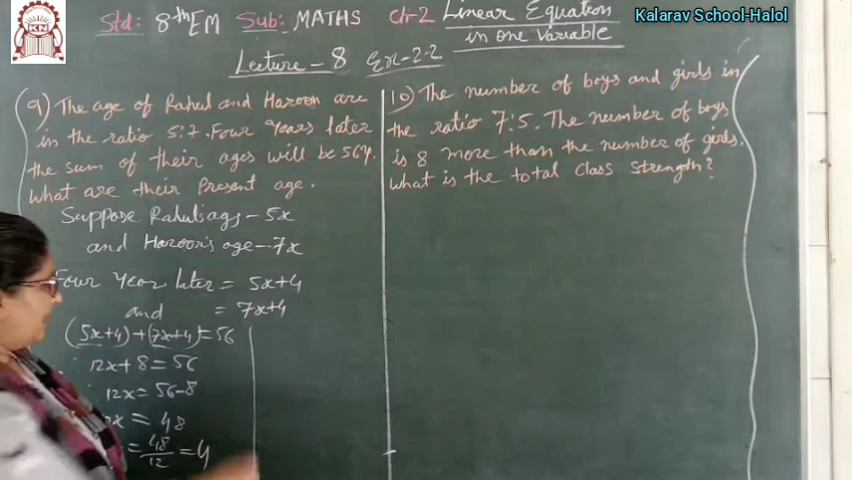 Std: 8th EM Sub: MATHS Ch-2 Linear Equation in one variable
Kalarav School-Halol
KN
Lecture - 8 Ex-2.2
9) The age of Rahul and Haroon are
in the ratio 5:7. Four years later
the sum of their ages will be 56y.
what are their Present age.
Suppose Rahul's age - 5x
and Haroon's age - 7x
Four Year later = 5x+4
and = 7x+4
(5x+4)+(7x+4)=56
12x+8=56
12x=56-8
x = 48
= 48/12 = 4
10) The number of boys and girls in
the ratio 7:5. The number of boys
is 8 more than the number of girls.
what is the total class strength?